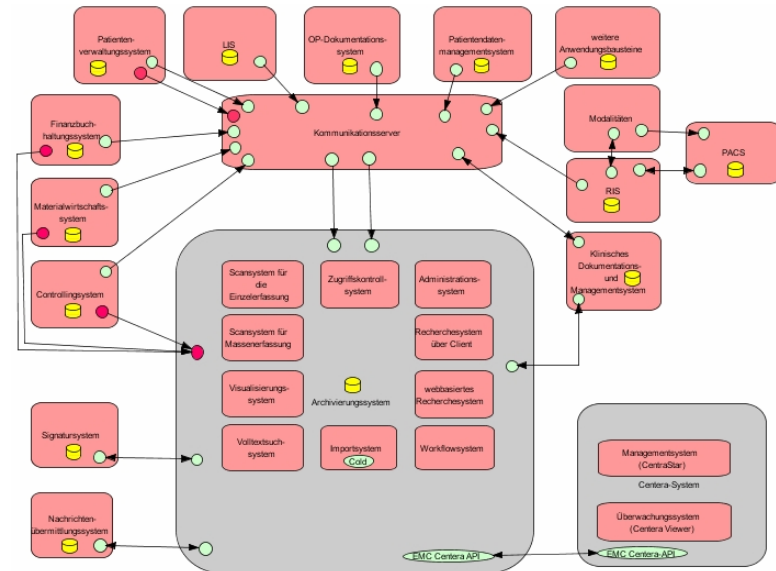 Patienten-
verwaltungssystem
LIS
OP-Dokumentations-
system
Patientendaten-
managementsystem
weitere
Anwendungsbausteine
Finanzbuch-
haltungssystem
Kommunikationsserver
Modalitäten
PACS
RIS
Materialwirtschafts-
system
Klinisches
Dokumentations-
und
Managementsystem
Controllingsystem
Scansystem für
die
Einzelerfassung
Zugriffskontroll-
system
Administrations-
system
Scansystem für
Massenerfassung
Recherchesystem
über Client
Visualisierungs-
system
Archivierungssystem
webbasiertes
Recherchesystem
Signatursystem
Volltextsuch-
system
Importsystem
Cold
Workflowsystem
Managementsystem
(CentraStar)
Centera-System
Nachrichten-
übermittlungssystem
Überwachungssystem
(Centera Viewer)
EMC Centera API
EMC Centera-API